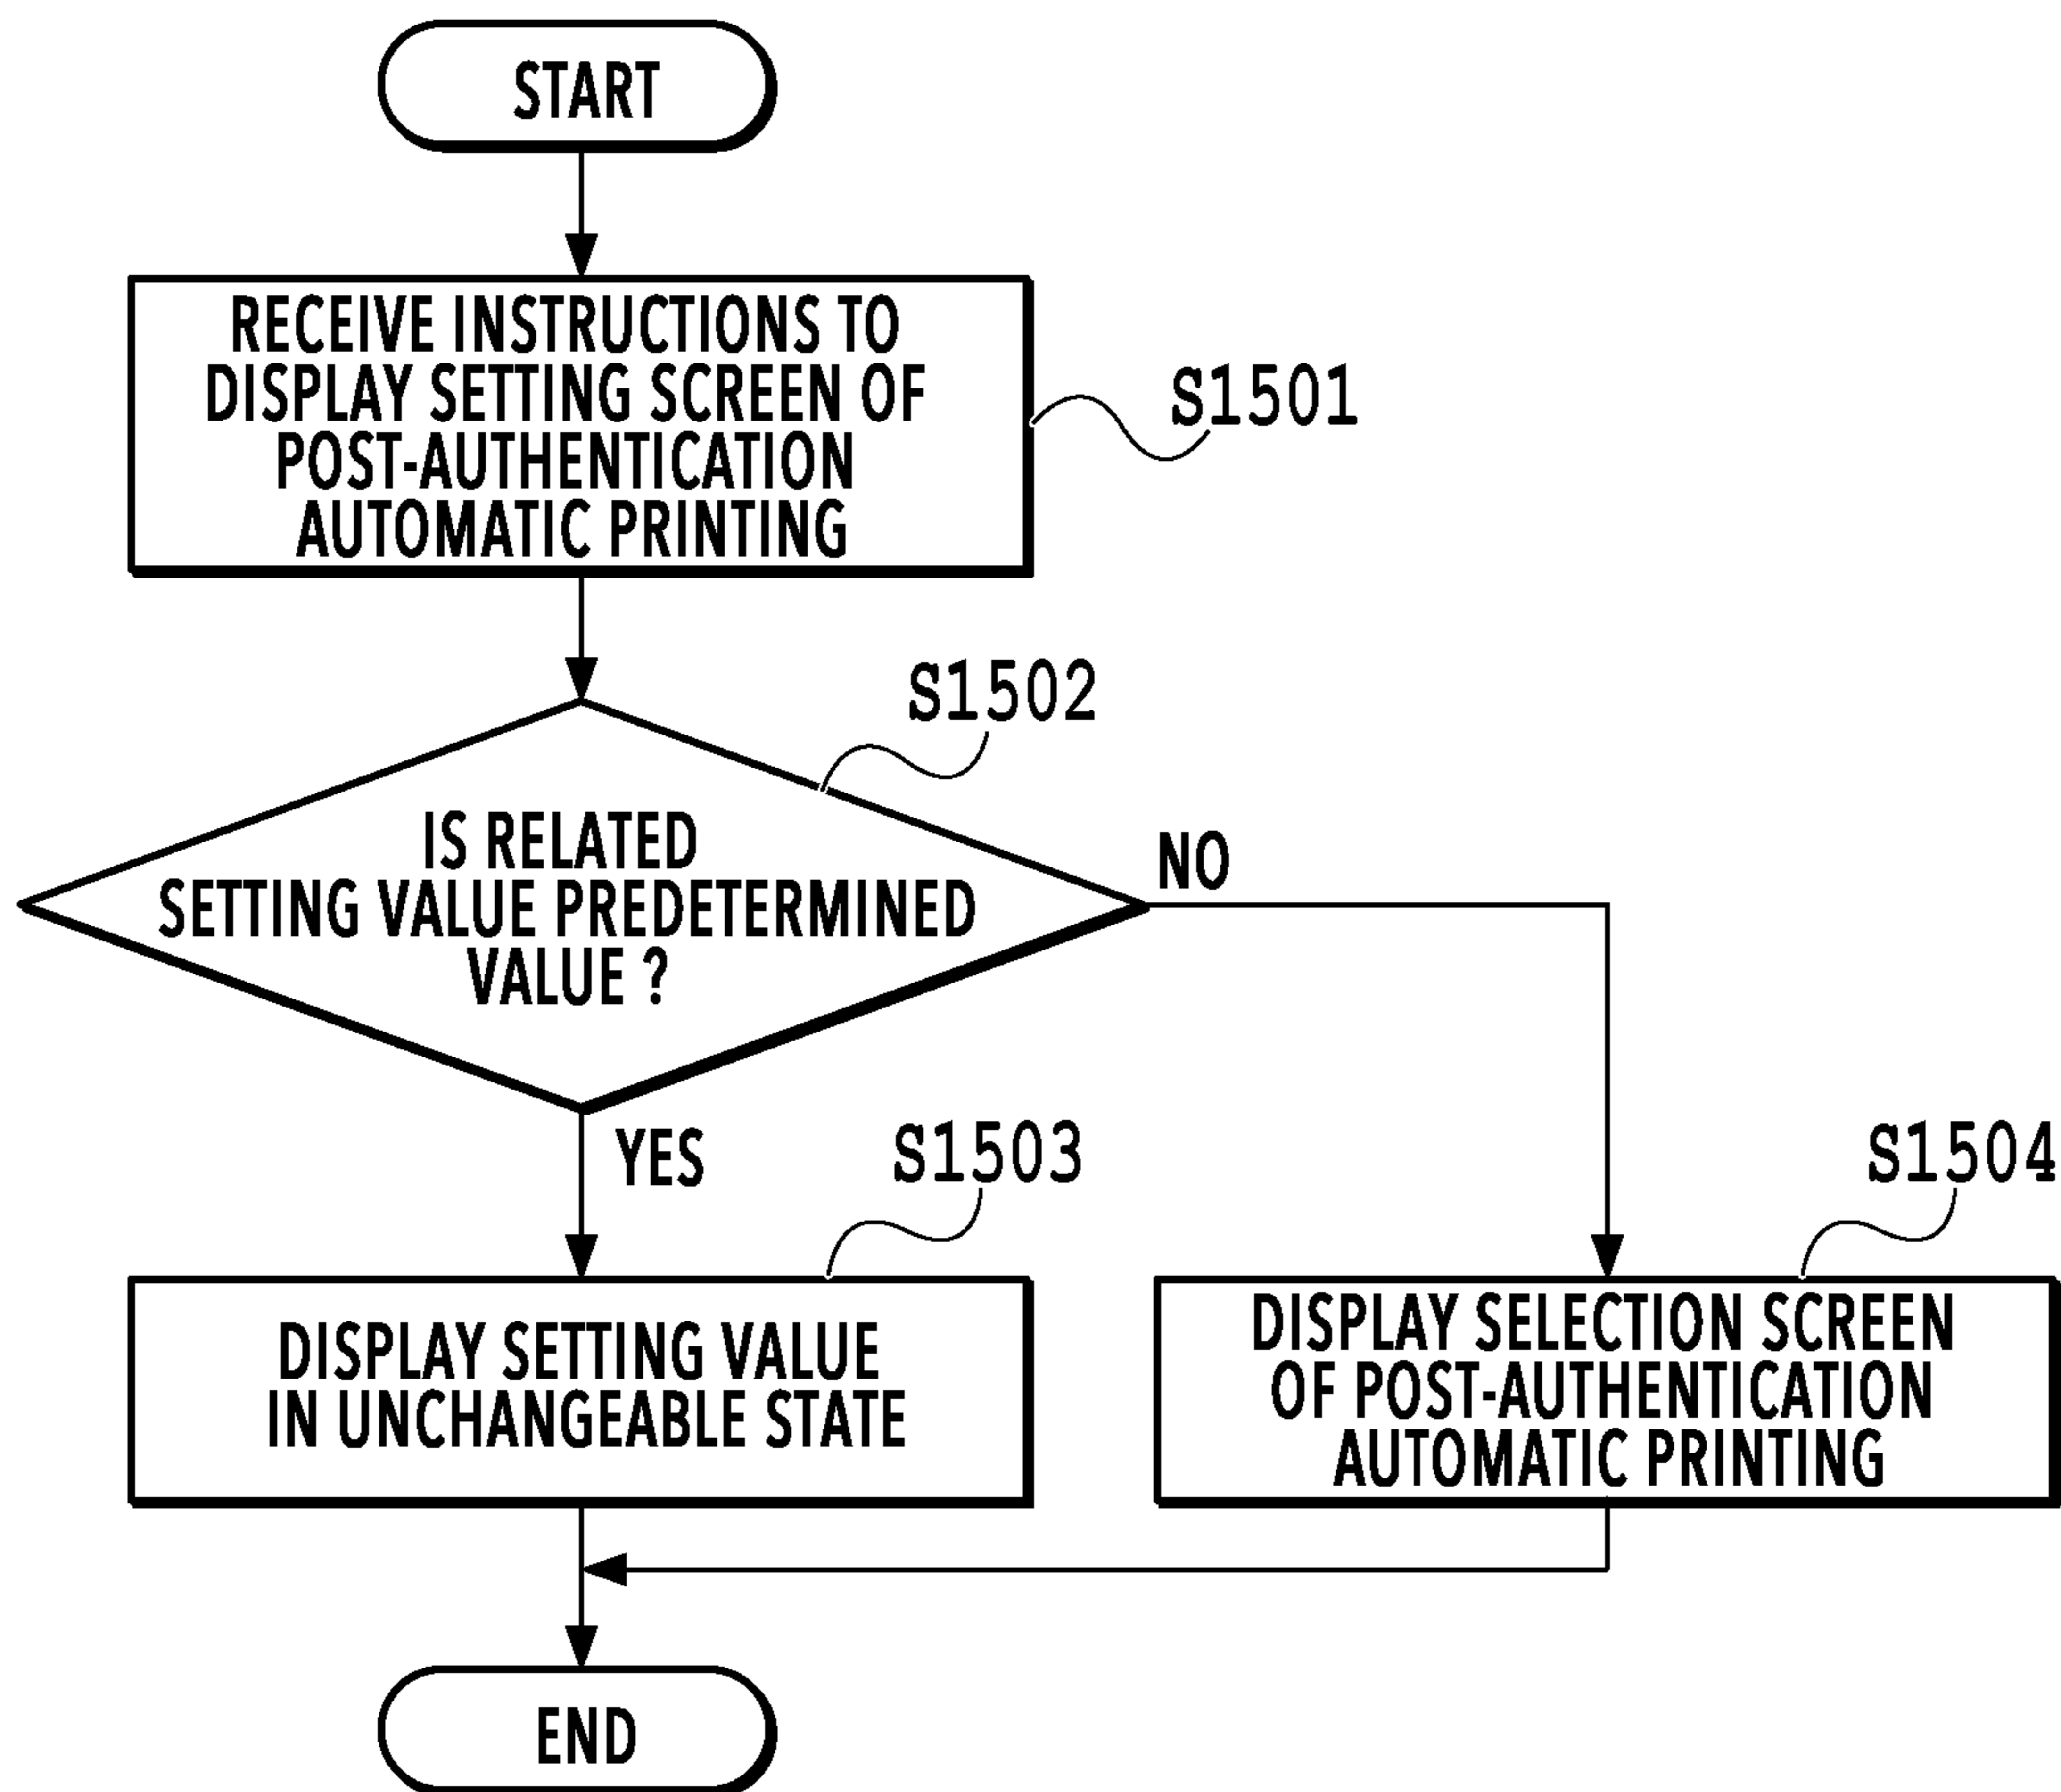 START
RECEIVE INSTRUCTIONS TO
DISPLAY SETTING SCREEN OF
POST-AUTHENTICATION
AUTOMATIC PRINTING
S1501
S1502
IS RELATED
SETTING VALUE PREDETERMINED
VALUE ?
NO
YES
S1503
DISPLAY SETTING VALUE
IN UNCHANGEABLE STATE
S1504
DISPLAY SELECTION SCREEN
OF POST-AUTHENTICATION
AUTOMATIC PRINTING
END